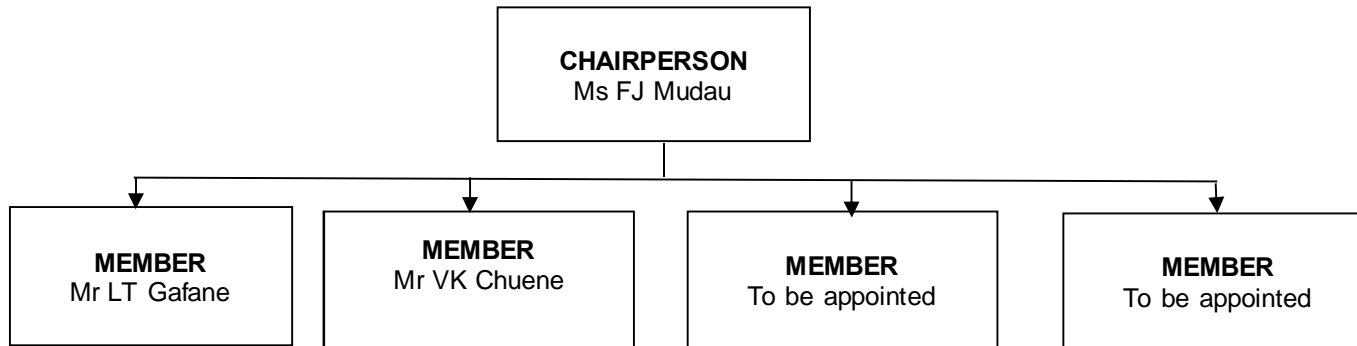 CHAIRPERSON
Ms FJ Mudau
MEMBER
Mr LT Gafane
MEMBER
Mr VK Chuene
MEMBER
To be appointed
MEMBER
To be appointed